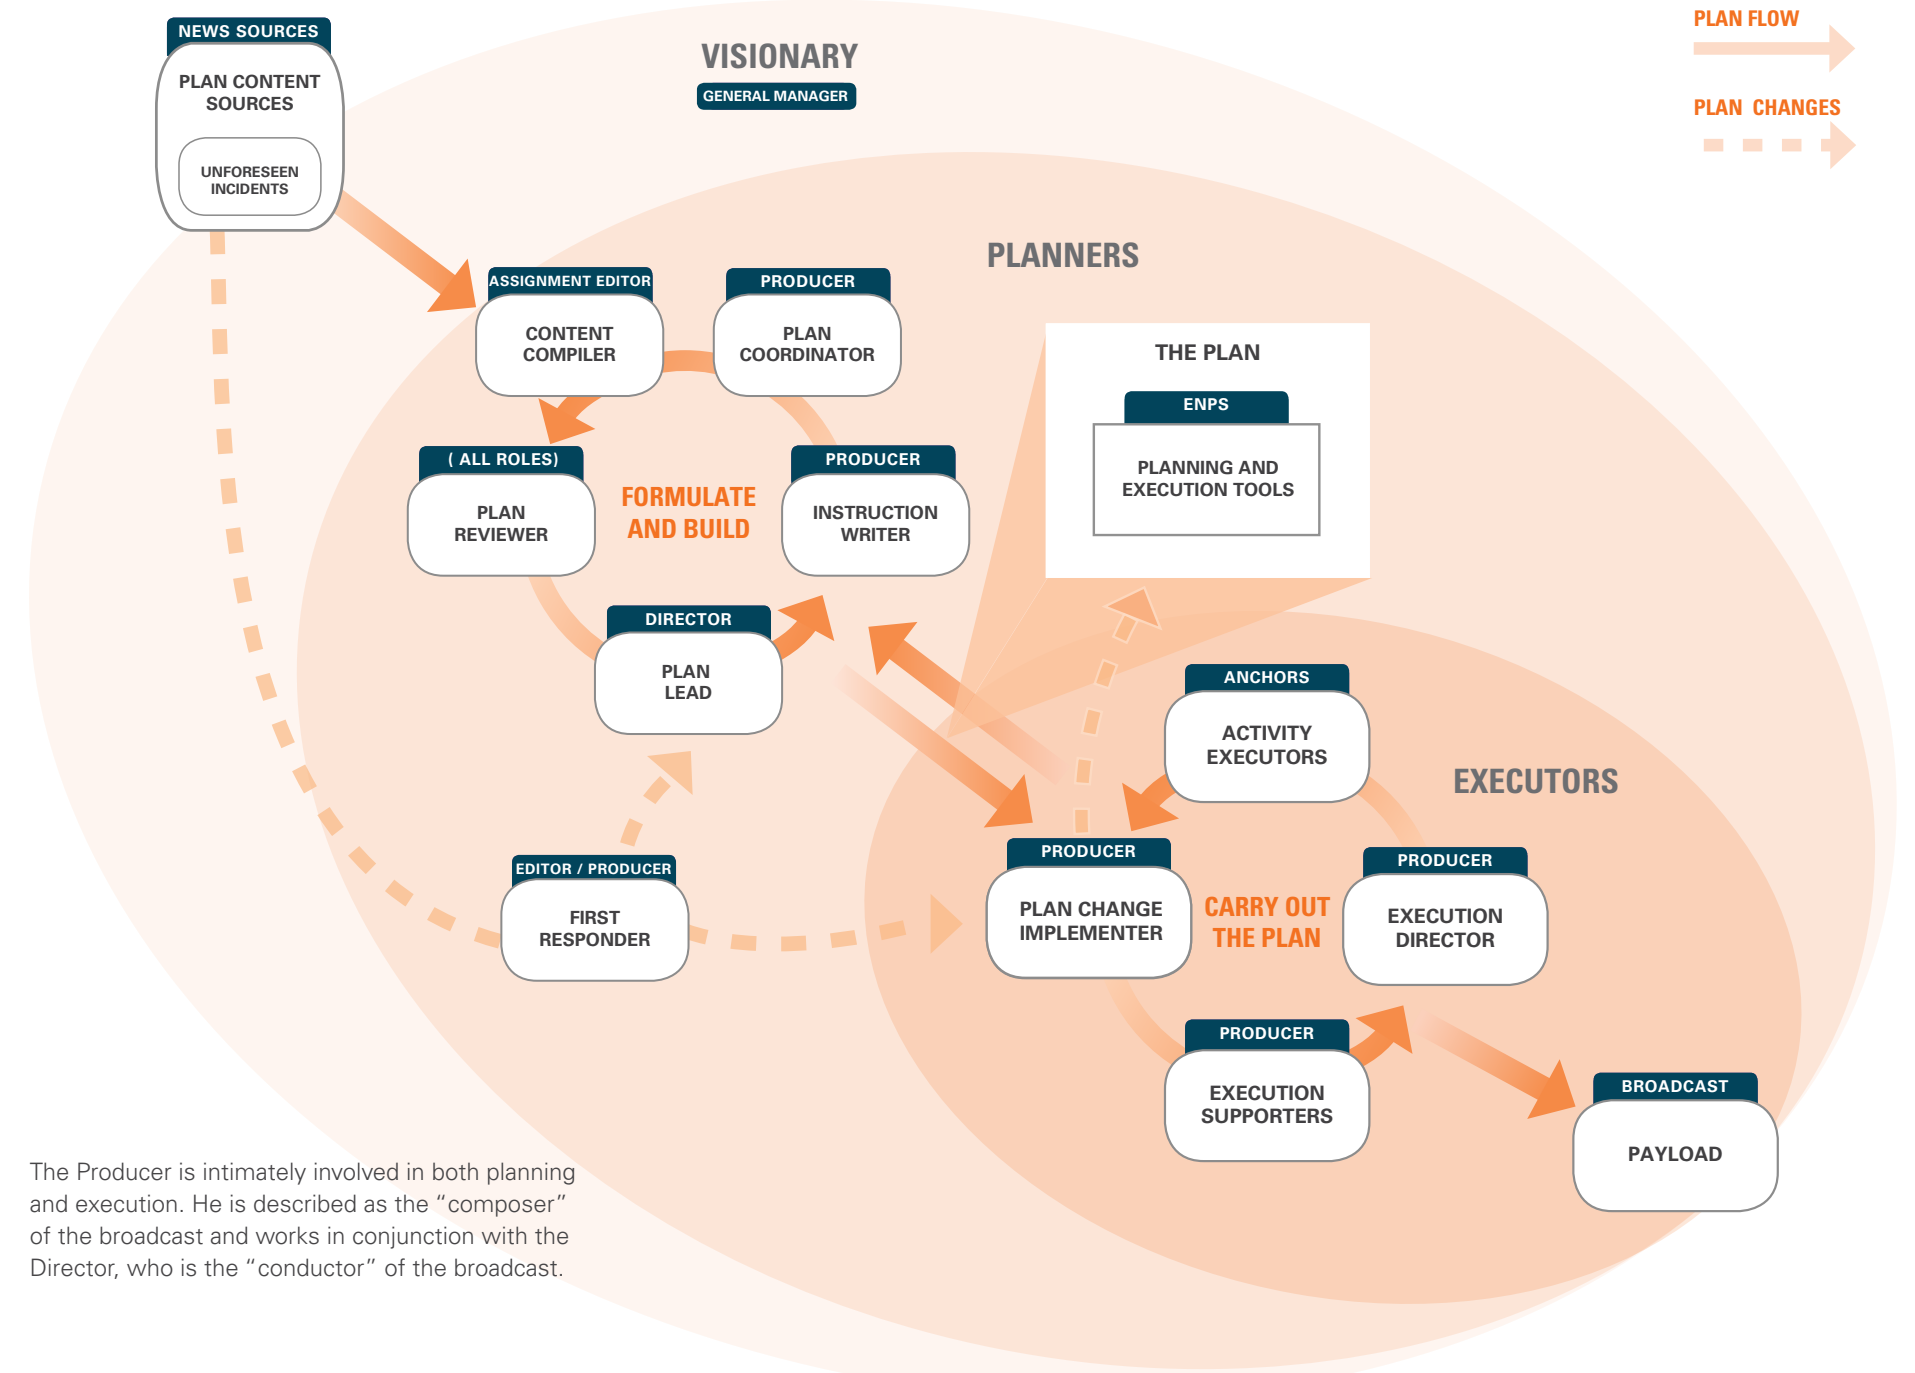 NEWS SOURCES
PLAN CONTENT
SOURCES
UNFORESEEN
INCIDENTS
VISIONARY
GENERAL MANAGER
PLAN FLOW
PLAN CHANGES
PLANNERS
ASSIGNMENT EDITOR
CONTENT
COMPILER
PRODUCER
PLAN
COORDINATOR
THE PLAN
ENPS
PLANNING AND
EXECUTION TOOLS
( ALL ROLES)
PLAN
REVIEWER
FORMULATE
AND BUILD
PRODUCER
INSTRUCTION
WRITER
DIRECTOR
PLAN
LEAD
ANCHORS
ACTIVITY
EXECUTORS
EXECUTORS
EDITOR / PRODUCER
FIRST
RESPONDER
PRODUCER
PLAN CHANGE
IMPLEMENTER
CARRY OUT
THE PLAN
PRODUCER
EXECUTION
DIRECTOR
PRODUCER
EXECUTION
SUPPORTERS
BROADCAST
PAYLOAD
The Producer is intimately involved in both planning
and execution. He is described as the “composer”
of the broadcast and works in conjunction with the
Director, who is the “conductor” of the broadcast.